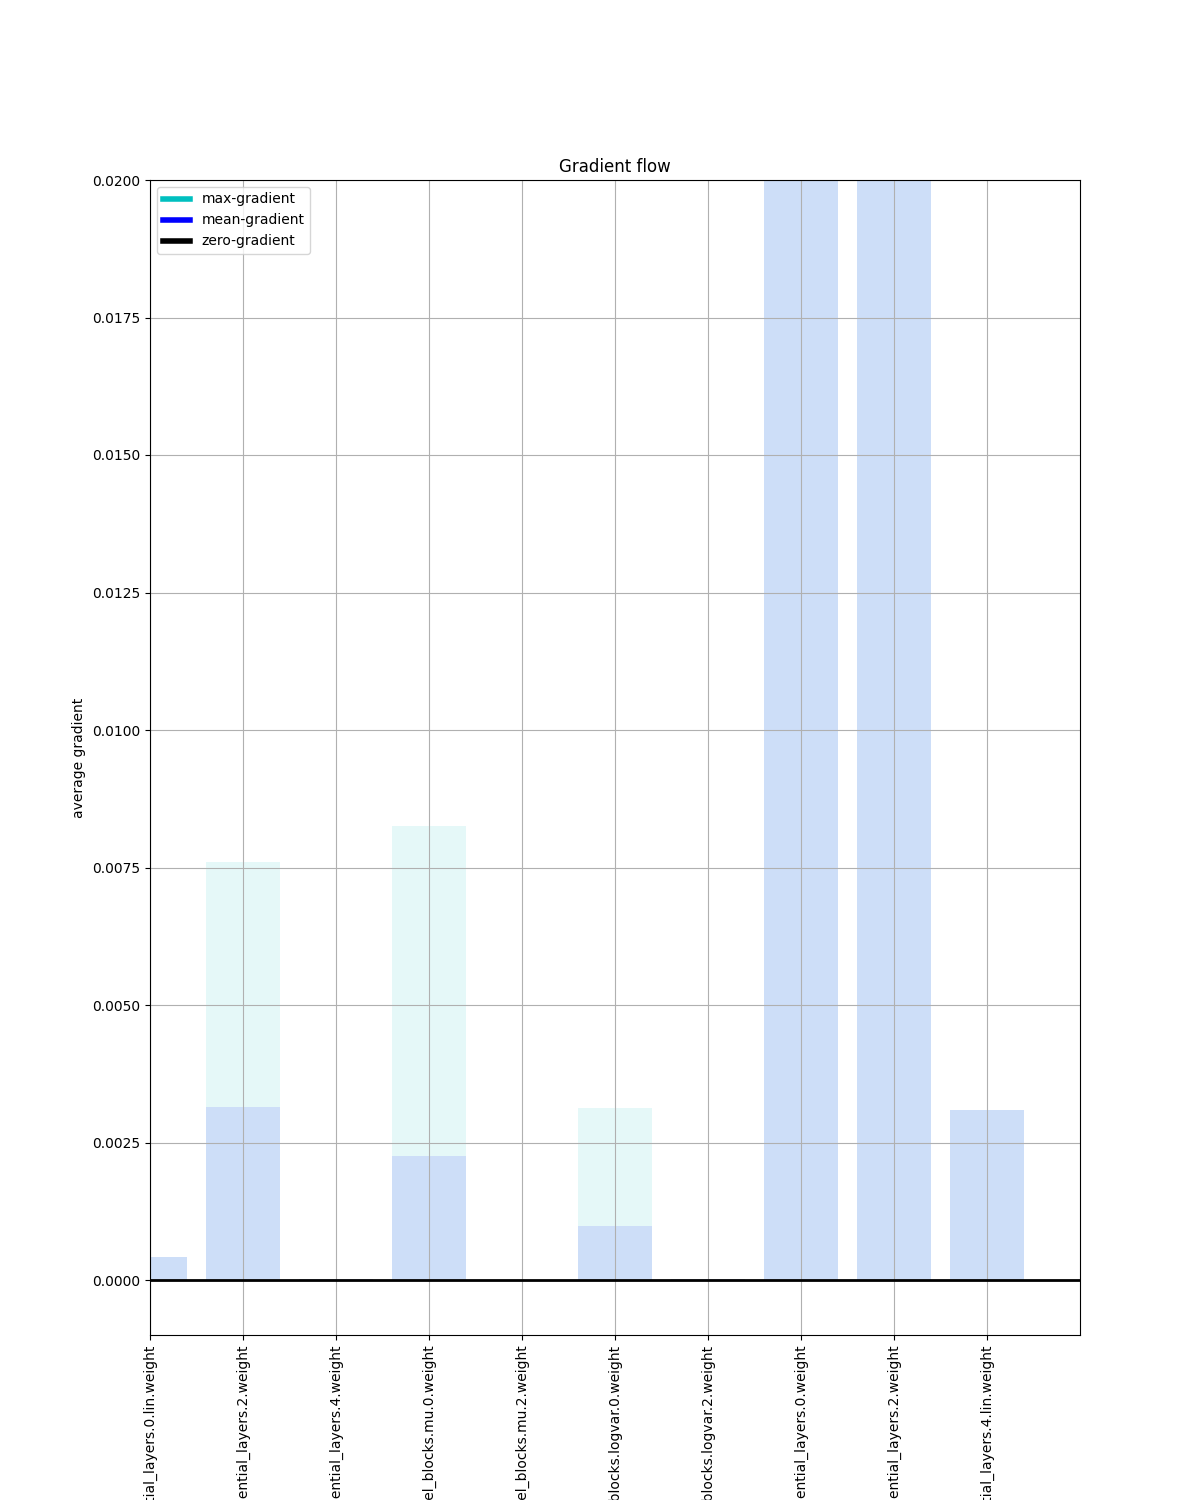 Gradient flow
max-gradient
mean-gradient
zero-gradient
average gradient
0.0200
0.0175
0.0150
0.0125
0.0100
0.0075
0.0050
0.0025
0.0000
tial_layers.0.lin.weight
ential_layers.2.weight
ential_layers.4.weight
el_blocks.mu.0.weight
el_blocks.mu.2.weight
blocks.logvar.0.weight
blocks.logvar.2.weight
ential_layers.0.weight
ential_layers.2.weight
tial_layers.4.lin.weight